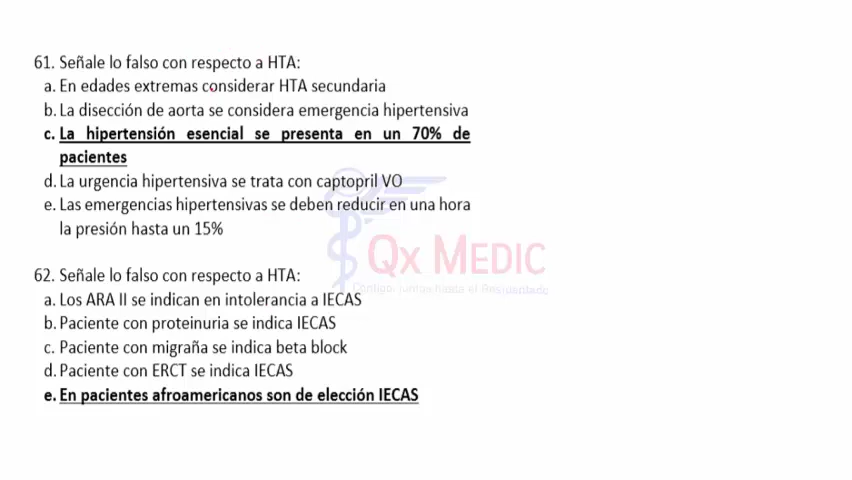 61. Señale lo falso con respecto a HTA:
a. En edades extremas considerar HTA secundaria
b. La disección de aorta se considera emergencia hipertensiva
c. La hipertensión esencial se presenta en un 70% de
pacientes
d. La urgencia hipertensiva se trata con captopril VO
e. Las emergencias hipertensivas se deben reducir en una hora
la presión hasta un 15%
Qx MEDIC
Contigo, juntos hasta el Residentado
62. Señale lo falso con respecto a HTA:
a. Los ARA II se indican en intolerancia a IECAS
b. Paciente con proteinuria se indica IECAS
c. Paciente con migraña se indica beta block
d. Paciente con ERCT se indica IECAS
e. En pacientes afroamericanos son de elección IECAS